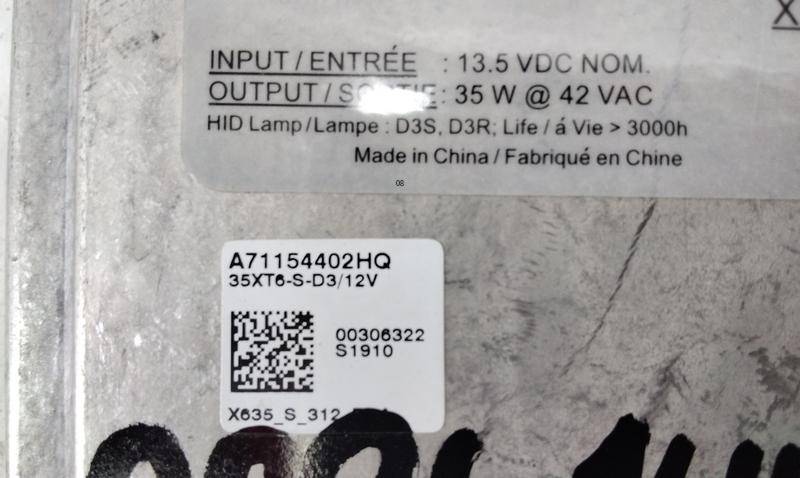 X
INPUT / ENTRÉE : 13.5 VDC NOM.
OUTPUT / : 35 W @ 42 VAC
HID Lamp/Lampe : D3S, D3R; Life / á Vie > 3000h
Made in China / Fabriqué en Chine
08
A71154402HQ
35XT6-S-D3/12V
00306322
S1910
X635_S_312